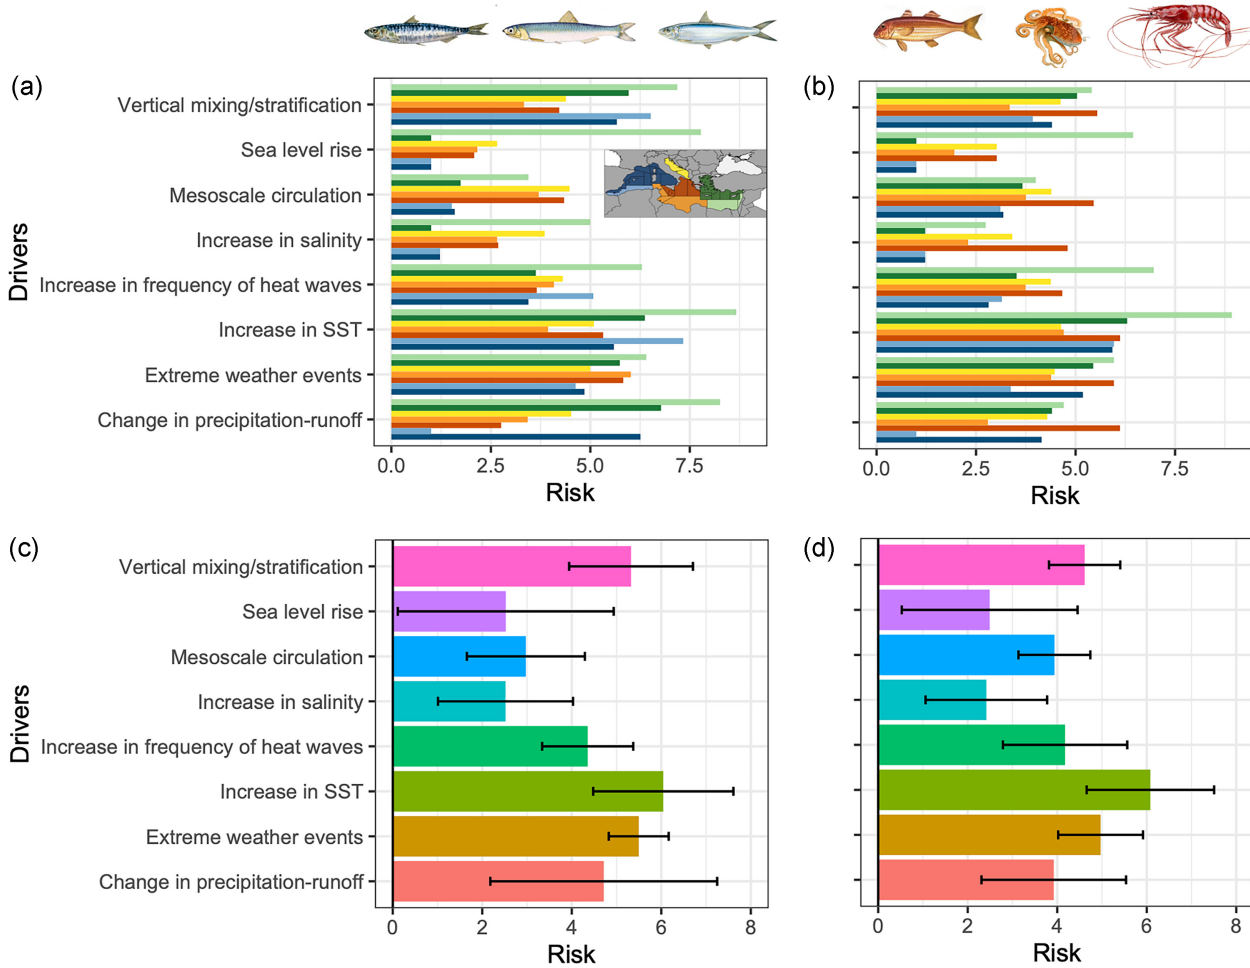 (a)
(b)
Drivers
Vertical mixing/stratification
Sea level rise
Mesoscale circulation
Increase in salinity
Increase in frequency of heat waves
Increase in SST
Extreme weather events
Change in precipitation-runoff
0.0 2.5 5.0 7.5
Risk
0.0 2.5 5.0 7.5
Risk
(c)
(d)
Drivers
Vertical mixing/stratification
Sea level rise
Mesoscale circulation
Increase in salinity
Increase in frequency of heat waves
Increase in SST
Extreme weather events
Change in precipitation-runoff
0 2 4 6 8
Risk
0 2 4 6 8
Risk